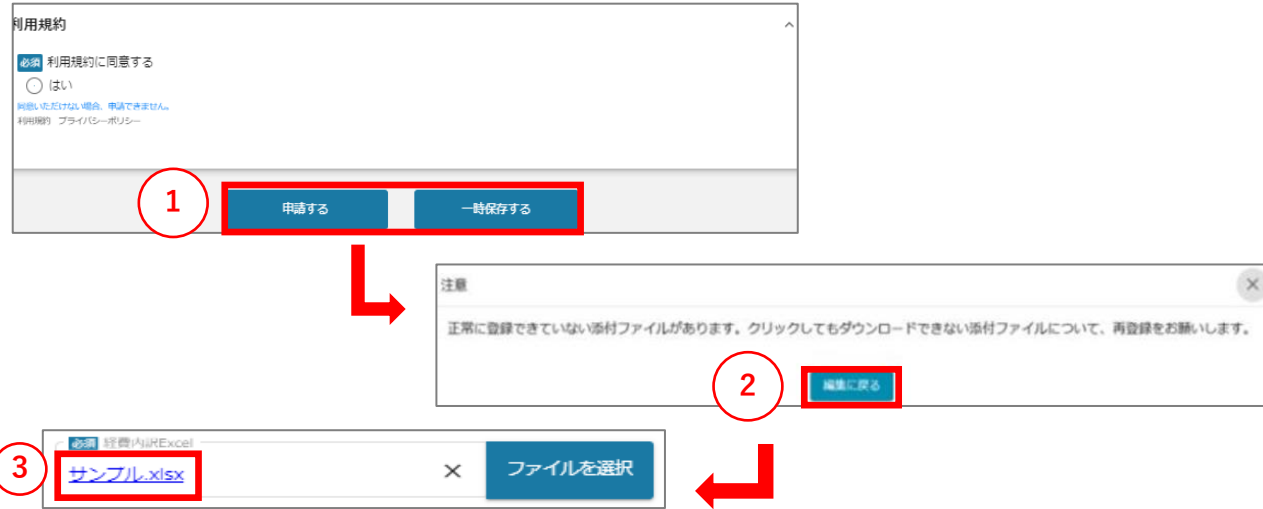 利用規約
必須 利用規約に同意する
はい
同意いただけない場合、申請できません。
利用規約 プライバシーポリシー
1
申請する
一時保存する
注意
正常に登録できていない添付ファイルがあります。クリックしてもダウンロードできない添付ファイルについて、再登録をお願いします。
2
編集に戻る
必須 経費内訳Excel
3
サンプル.xlsx
ファイルを選択